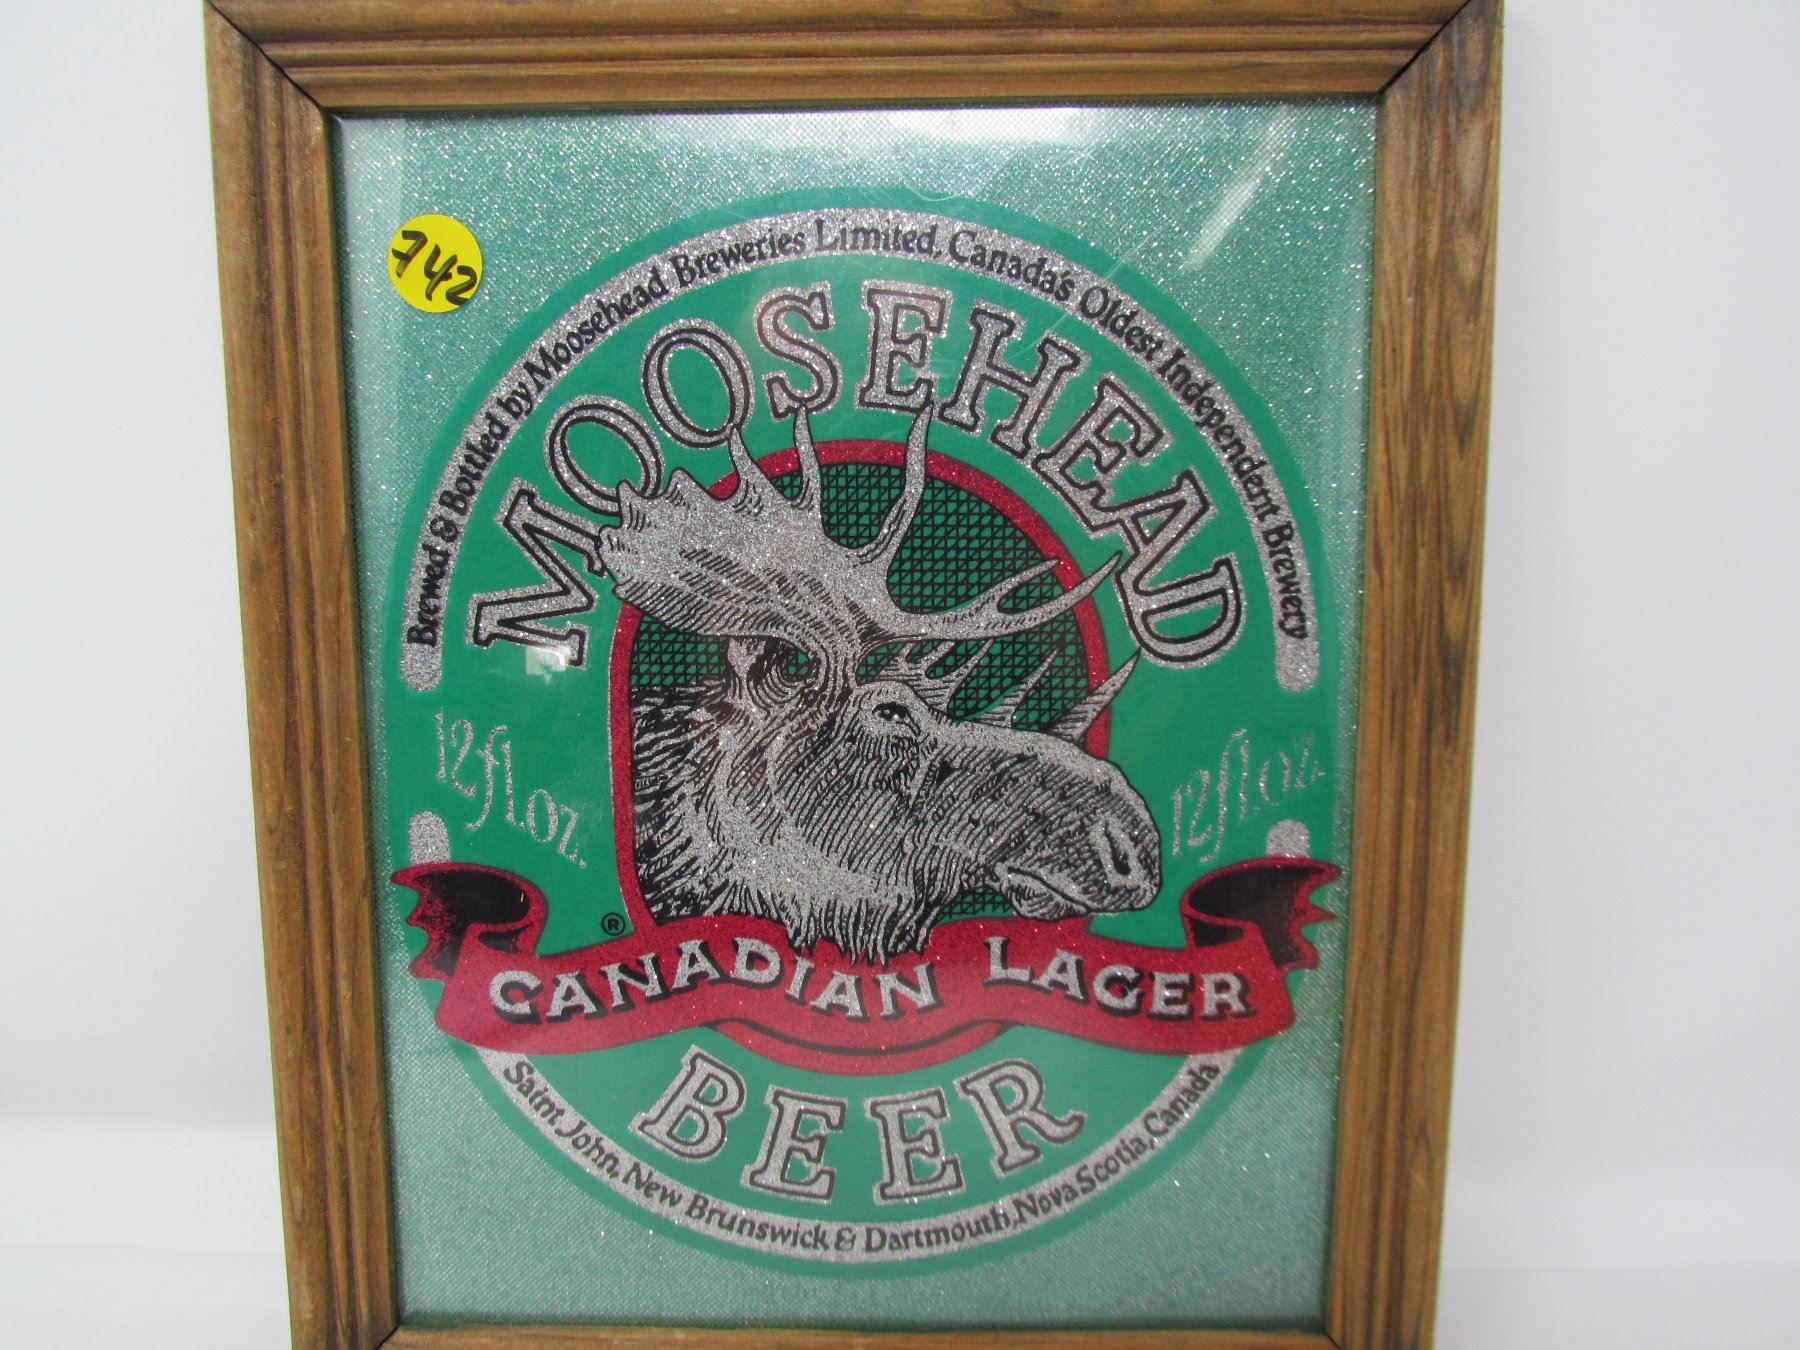 742
Brewed & Bottled by Moosehead Breweries Limited, Canada's Oldest Independent Brewery
MOOSEHEAD
12 fl. oz.
12 fl. oz.
®
CANADIAN LAGER
BEER
Saint John, New Brunswick & Dartmouth, Nova Scotia, Canada